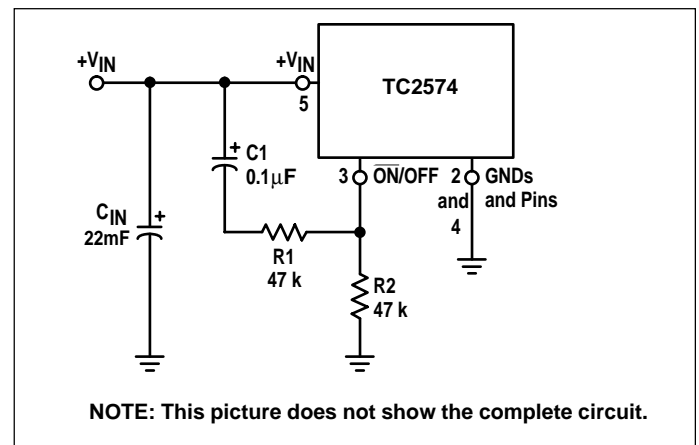 +VIN
+VIN
5
TC2574
+
C1
0.1μF
3
ON/OFF
2
GNDs
and
and Pins
4
CIN
+
22mF
R1
47 k
R2
47 k
NOTE: This picture does not show the complete circuit.